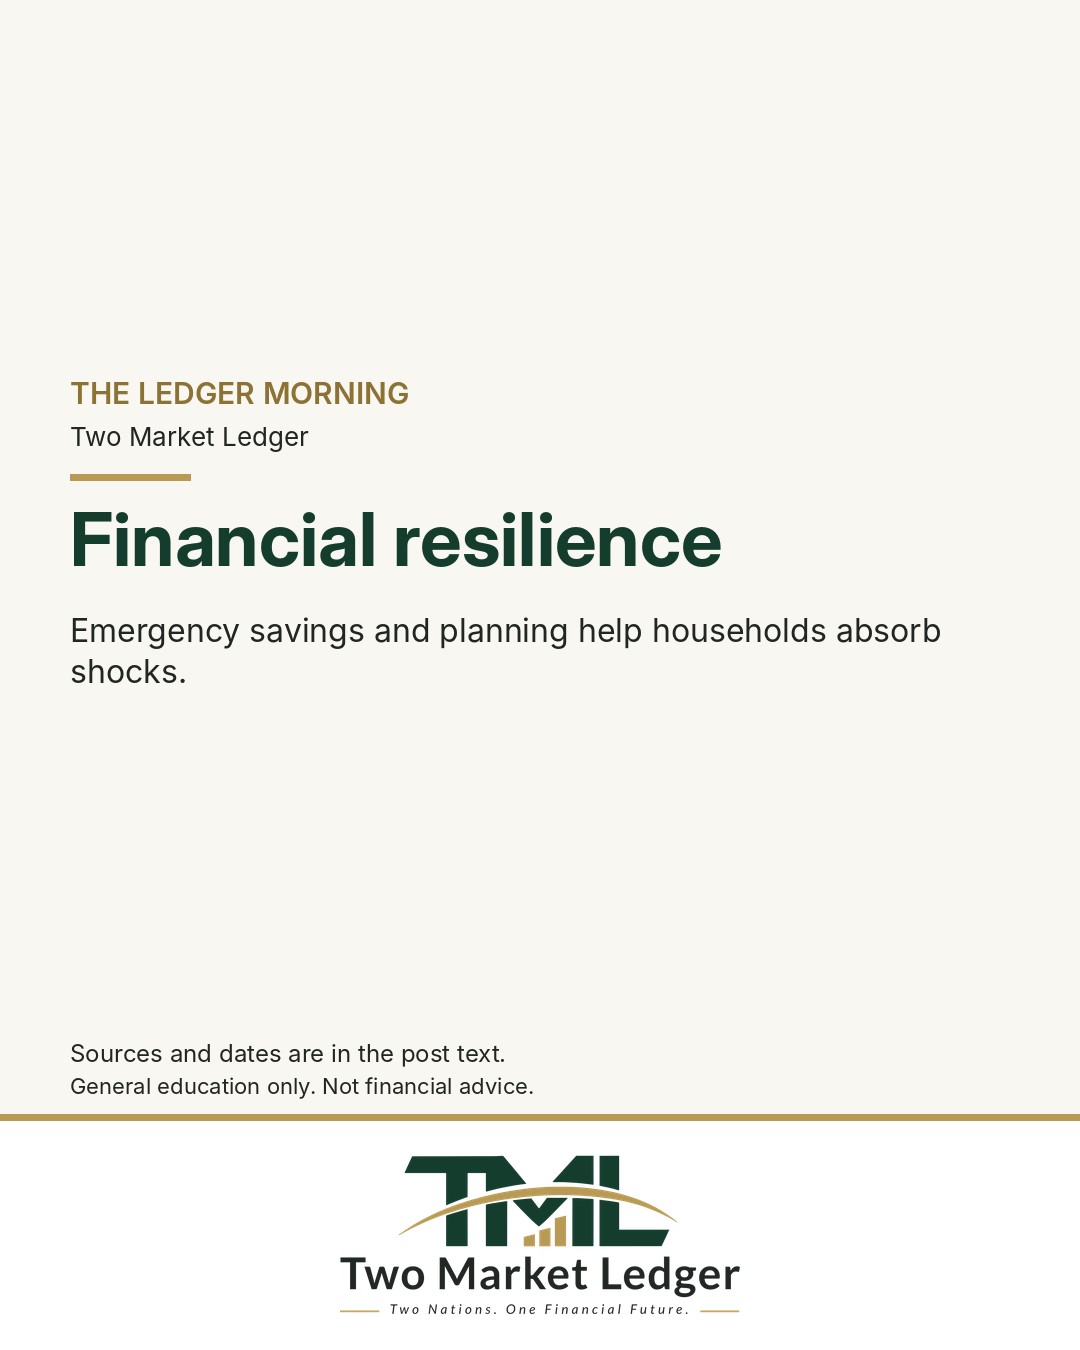 THE LEDGER MORNING
Two Market Ledger
Financial resilience
Emergency savings and planning help households absorb
shocks.
Sources and dates are in the post text.
General education only. Not financial advice.
TML
Two Market Ledger
Two Nations. One Financial Future.